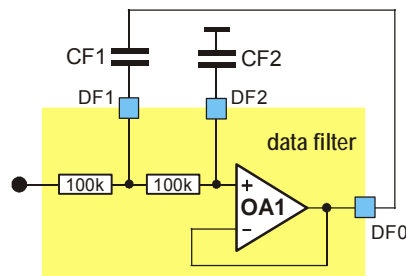 CF1
CF2
DF1
DF2
data filter
100k
100k
+
OA1
−
DF0